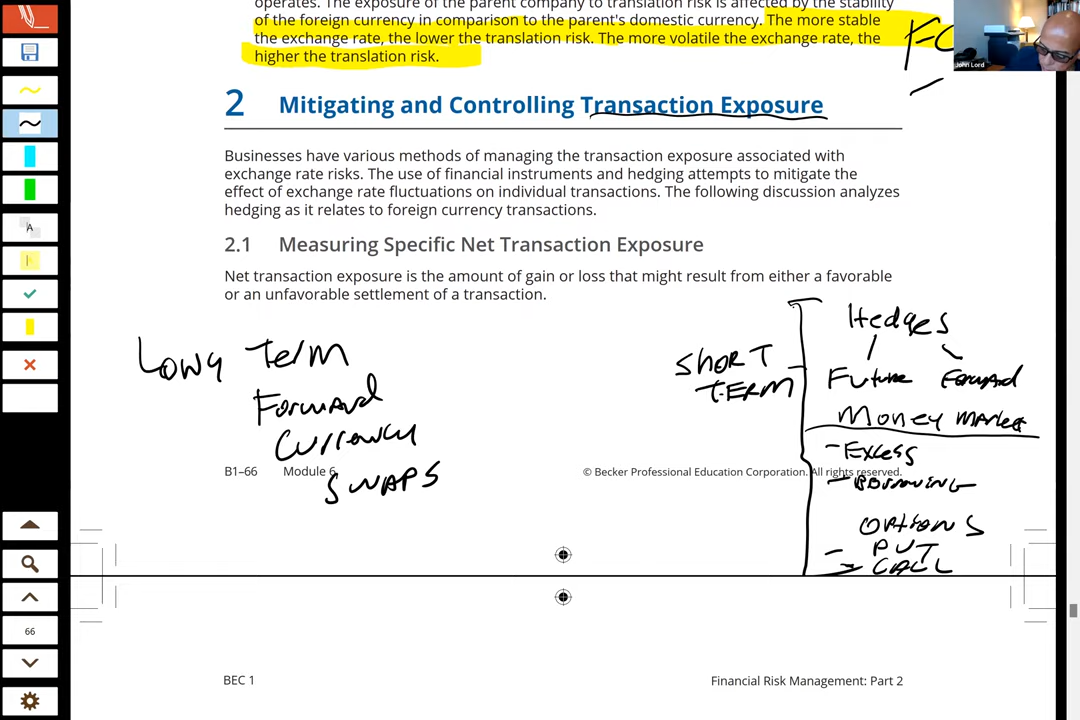 operates. The exposure of the parent company to translation risk is affected by the stability
of the foreign currency in comparison to the parent's domestic currency. The more stable
the exchange rate, the lower the translation risk. The more volatile the exchange rate, the
higher the translation risk.
FC
John Lord
2 Mitigating and Controlling Transaction Exposure
Businesses have various methods of managing the transaction exposure associated with
exchange rate risks. The use of financial instruments and hedging attempts to mitigate the
effect of exchange rate fluctuations on individual transactions. The following discussion analyzes
hedging as it relates to foreign currency transactions.
2.1 Measuring Specific Net Transaction Exposure
Net transaction exposure is the amount of gain or loss that might result from either a favorable
or an unfavorable settlement of a transaction.
Long Term
Forward
Currency
SWAPS
SHORT
TERM
Hedges
Future Forward
Money Market
- Excess
- Borrowing
OPTIONS
- PUT
CALL
B1–66 Module 6
© Becker Professional Education Corporation. All rights reserved.
A
66
BEC 1
Financial Risk Management: Part 2